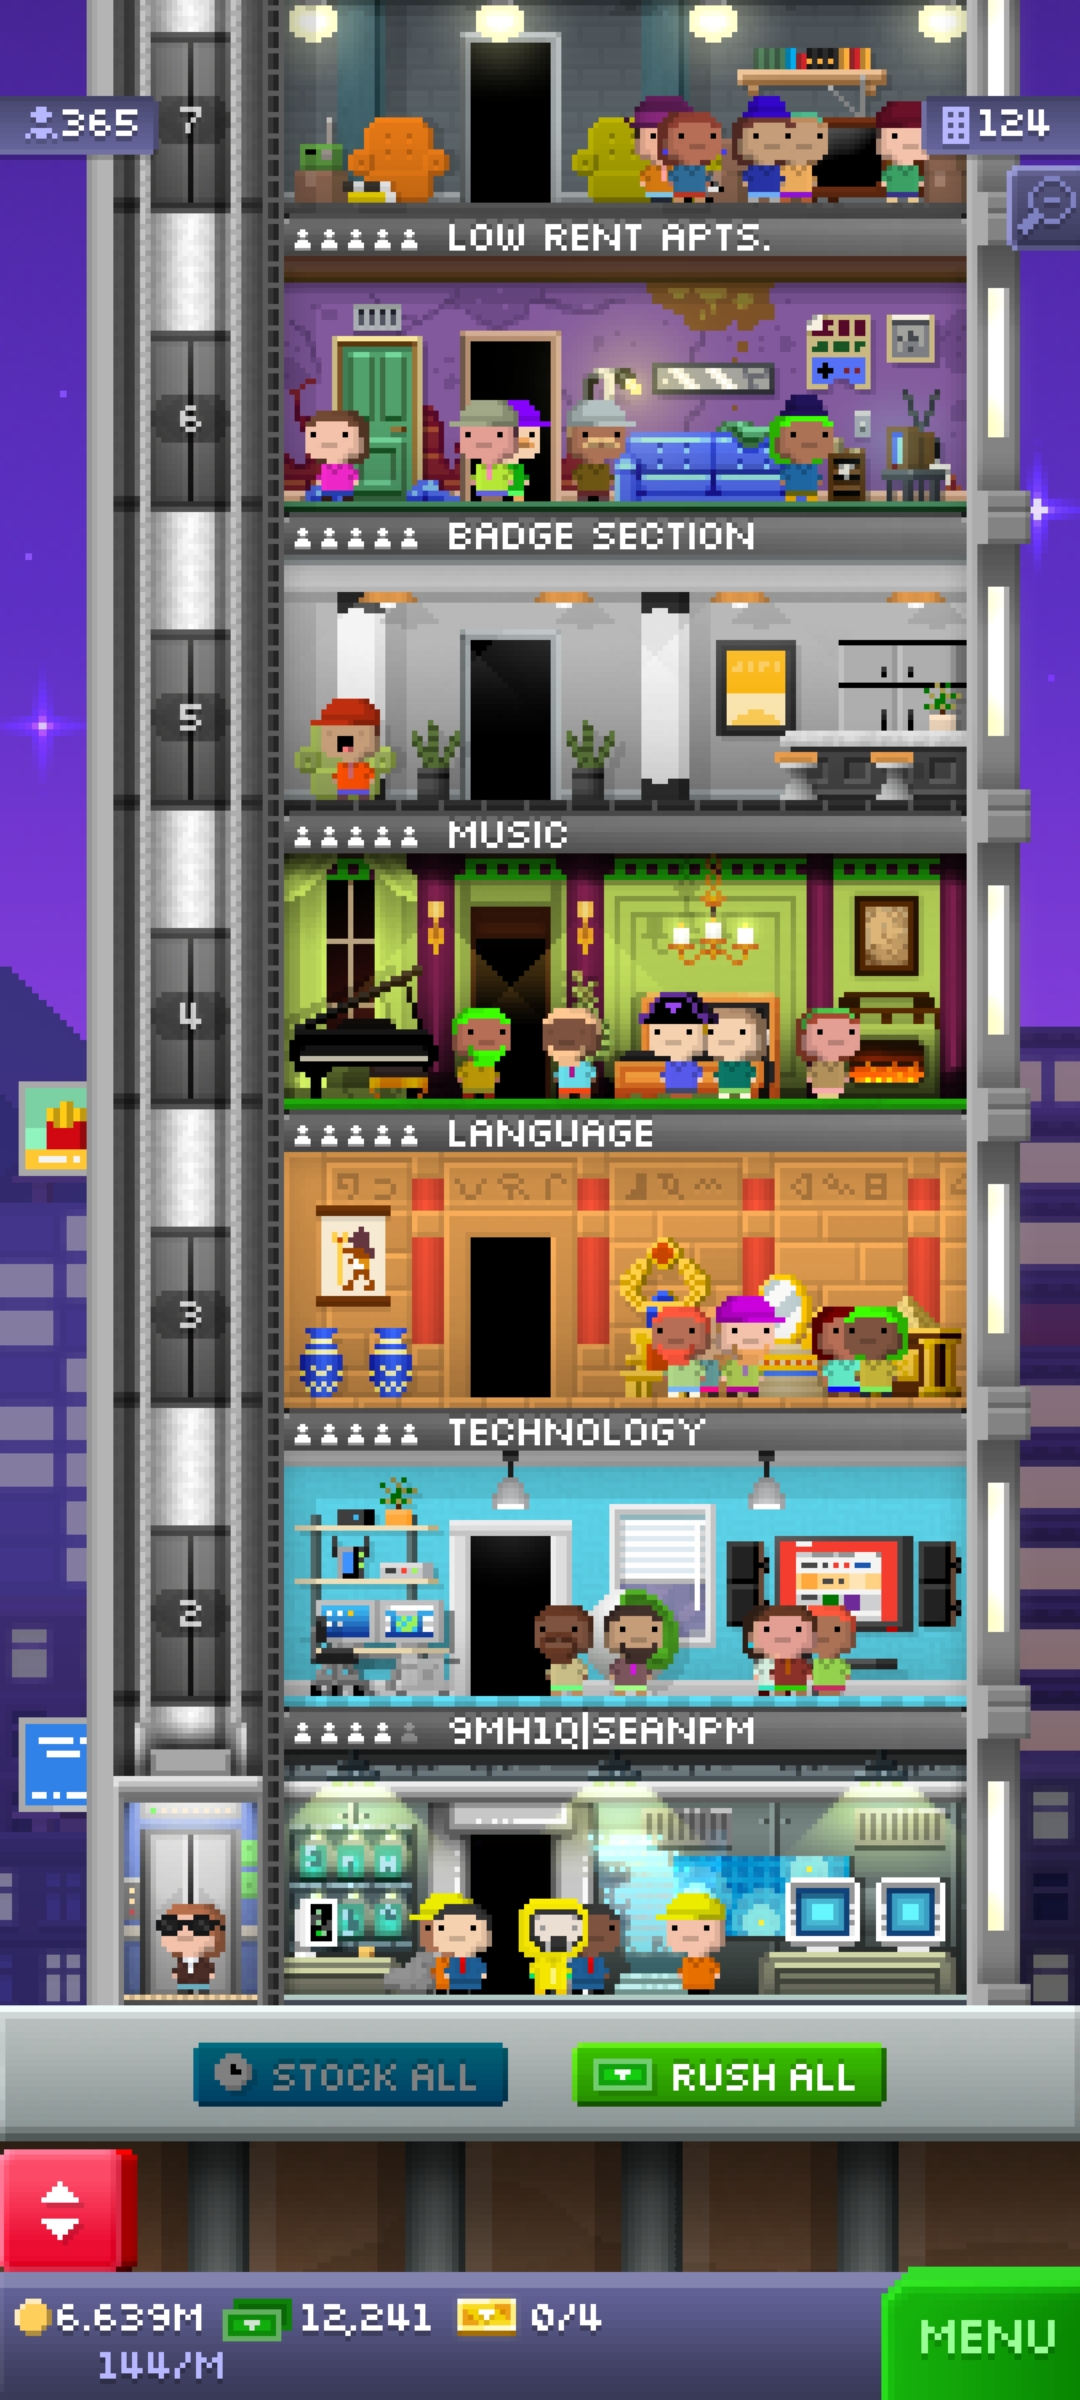 7
365
124
LOW RENT APTS.
6
BADGE SECTION
5
MUSIC
4
LANGUAGE
3
TECHNOLOGY
2
9MH1Q|SEANPM
STOCK ALL
RUSH ALL
6.639M
12,241
0/4
144/M
MENU